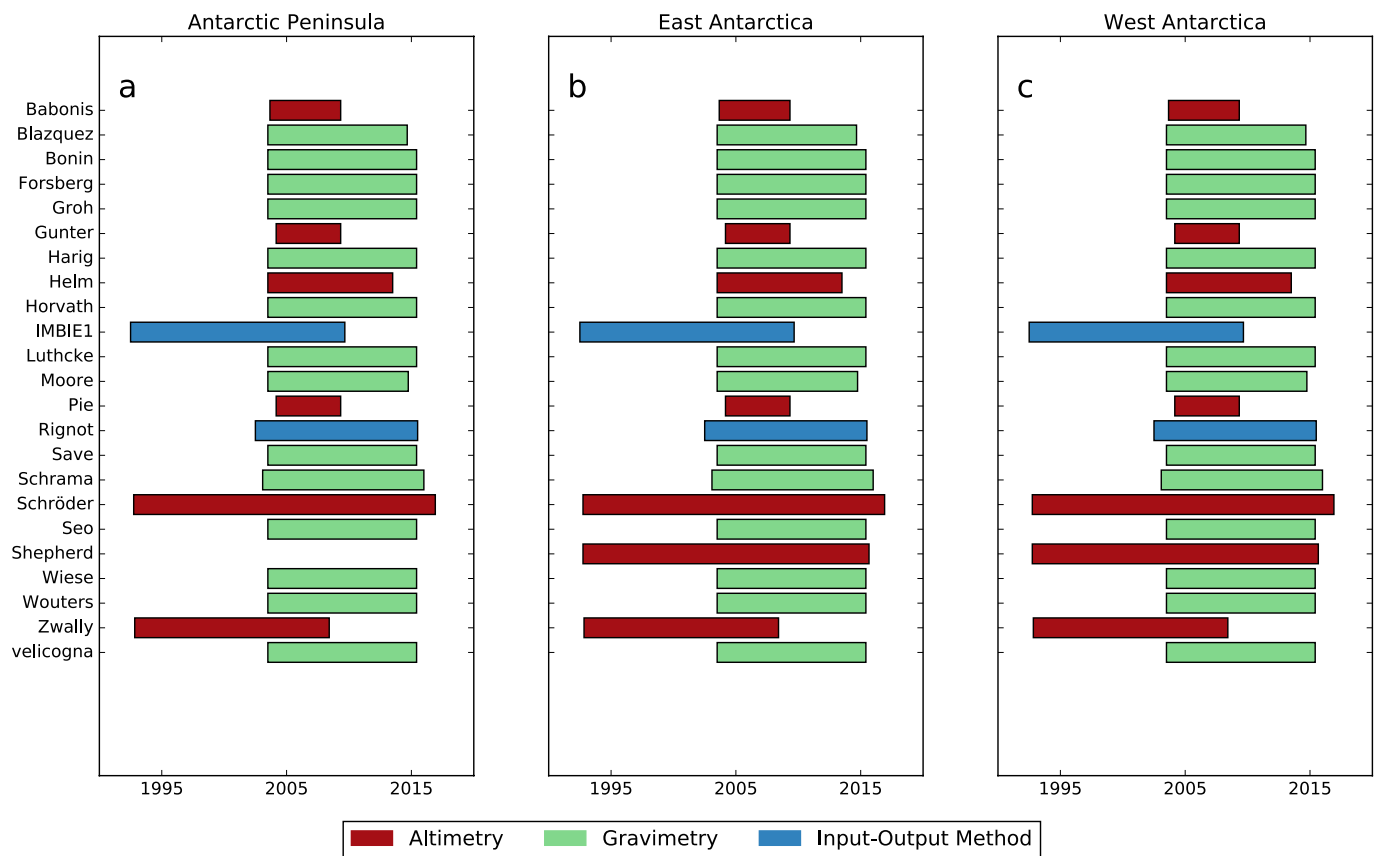 Antarctic Peninsula East Antarctica West Antarctica
a b c
Babonis
Blazquez
Bonin
Forsberg
Groh
Gunter
Harig
Helm
Horvath
IMBIE1
Luthcke
Moore
Pie
Rignot
Save
Schrama
Schröder
Seo
Shepherd
Wiese
Wouters
Zwally
velicogna
1995 2005 2015 1995 2005 2015 1995 2005 2015
Altimetry Gravimetry Input-Output Method